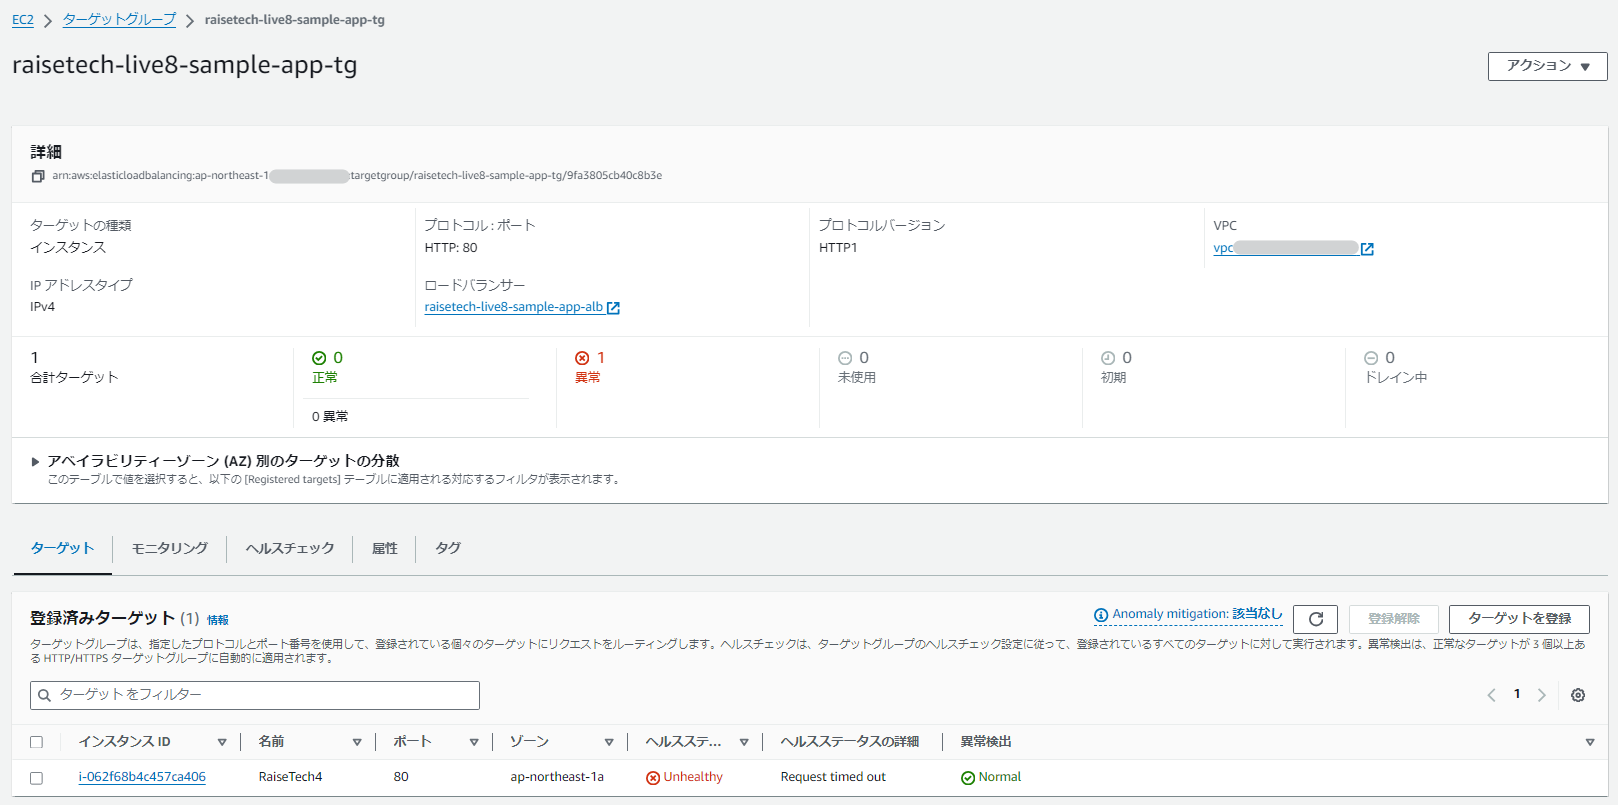 EC2 > ターゲットグループ > raisetech-live8-sample-app-tg
raisetech-live8-sample-app-tg
アクション ▼
詳細
arn:aws:elasticloadbalancing:ap-northeast-1 targetgroup/raisetech-live8-sample-app-tg/9fa3805cb40c8b3e
ターゲットの種類
インスタンス
プロトコル : ポート
HTTP: 80
プロトコルバージョン
HTTP1
VPC
vpc
IP アドレスタイプ
IPv4
ロードバランサー
raisetech-live8-sample-app-alb
1
合計ターゲット
0
正常
0 異常
1
異常
0
未使用
0
初期
0
ドレイン中
アベイラビリティーゾーン (AZ) 別のターゲットの分散
このテーブルで値を選択すると、以下の [Registered targets] テーブルに適用される対応するフィルタが表示されます。
ターゲット モニタリング ヘルスチェック 属性 タグ
登録済みターゲット (1) 情報
Anomaly mitigation: 該当なし
登録解除
ターゲットを登録
ターゲットグループは、指定したプロトコルとポート番号を使用して、登録されている個々のターゲットにリクエストをルーティングします。ヘルスチェックは、ターゲットグループのヘルスチェック設定に従って、登録されているすべてのターゲットに対して実行されます。異常検出は、正常なターゲットが 3 個以上あ
る HTTP/HTTPS ターゲットグループに自動的に適用されます。
ターゲット をフィルター
< 1 >
インスタンス ID 名前 ポート ゾーン ヘルスステ... ヘルスステータスの詳細 異常検出
i-062f68b4c457ca406 RaiseTech4 80 ap-northeast-1a Unhealthy Request timed out Normal